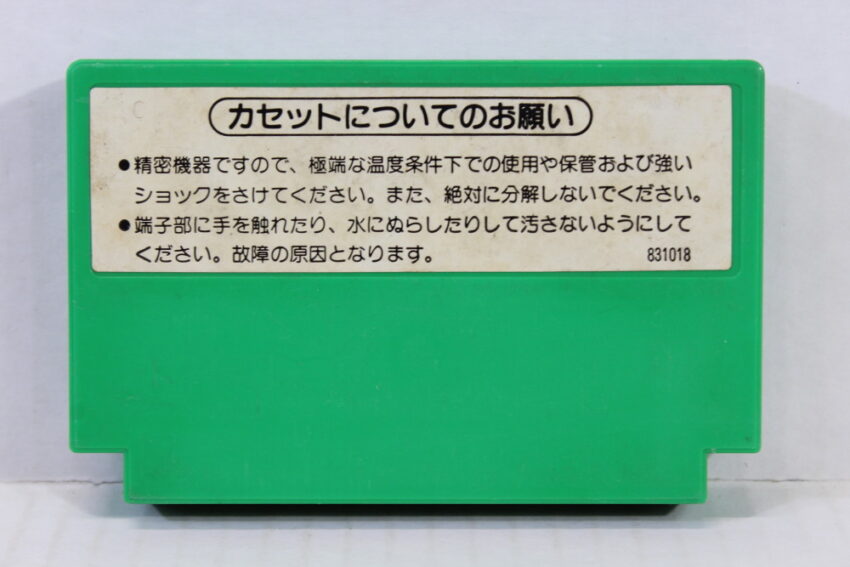 カセットについてのお願い
●精密機器ですので、極端な温度条件下での使用や保管および強い
ショックをさけてください。また、絶対に分解しないでください。
●端子部に手を触れたり、水にぬらしたりして汚さないようにして
ください。故障の原因となります。 831018